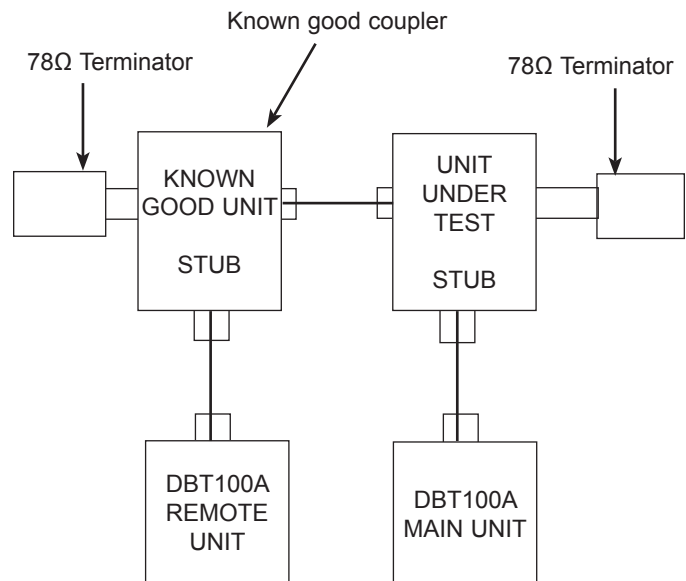 Known good coupler
78Ω Terminator
78Ω Terminator
KNOWN
GOOD UNIT
STUB
UNIT
UNDER
TEST
STUB
DBT100A
REMOTE
UNIT
DBT100A
MAIN UNIT